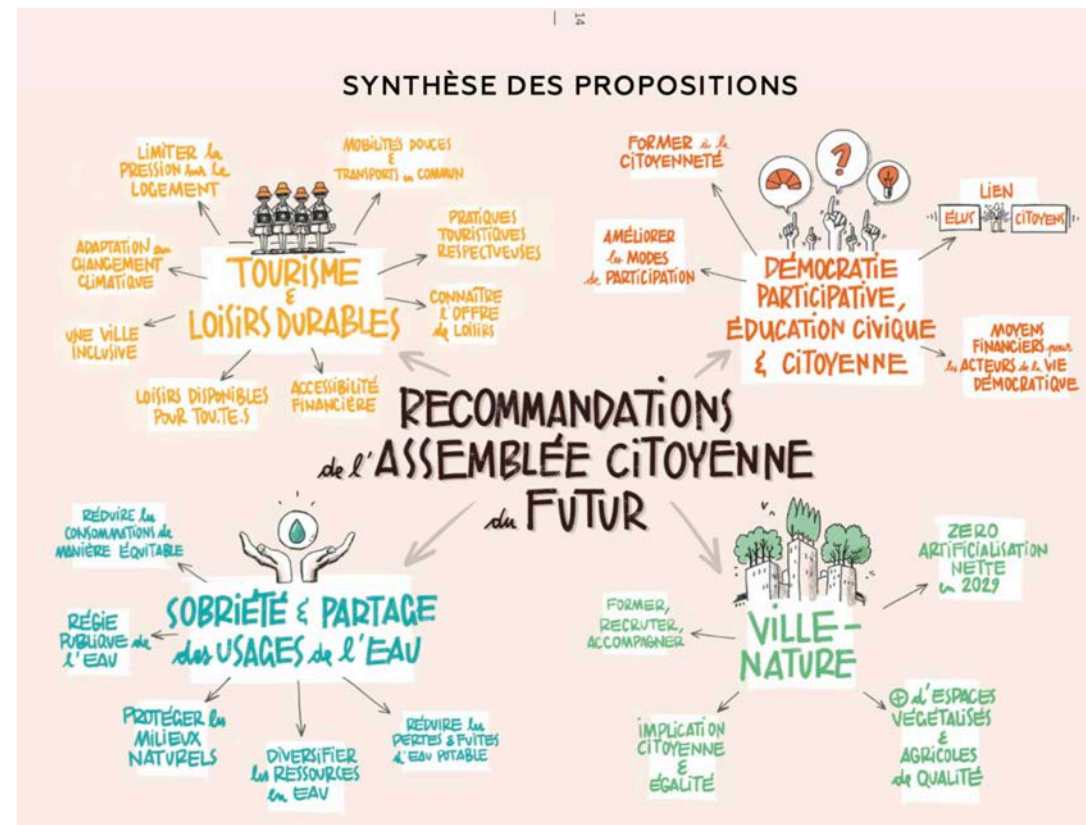 14
SYNTHÈSE DES PROPOSITIONS
LIMITER la
PRESSION sur le
LOGEMENT
MOBILITÉS DOUCES
&
TRANSPORTS en COMMUN
ADAPTATION au
CHANGEMENT
CLIMATIQUE
PRATIQUES
TOURISTIQUES
RESPECTUEUSES
TOURISME
&
LOISIRS DURABLES
UNE VILLE
INCLUSIVE
CONNAÎTRE
l'OFFRE
de LOISIRS
LOISIRS DISPONIBLES
POUR TOU.TE.S
ACCESSIBILITÉ
FINANCIÈRE
FORMER à la
CITOYENNETÉ
?
LIEN
ÉLUS
CITOYENS
AMÉLIORER
les MODES
de PARTICIPATION
DÉMOCRATIE
PARTICIPATIVE,
ÉDUCATION CIVIQUE
& CITOYENNE
MOYENS
FINANCIERS pour
les ACTEURS de la VIE
DÉMOCRATIQUE
RECOMMANDATIONS
de l'ASSEMBLÉE CITOYENNE
du FUTUR
RÉDUIRE les
CONSOMMATIONS de
MANIÈRE ÉQUITABLE
SOBRIÉTÉ & PARTAGE
des USAGES de l'EAU
RÉGIE
PUBLIQUE de
l'EAU
PROTÉGER les
MILIEUX
NATURELS
DIVERSIFIER
les RESSOURCES
en EAU
RÉDUIRE les
PERTES & FUITES
d'EAU POTABLE
ZERO
ARTIFICIALISATION
NETTE
en 2029
FORMER,
RECRUTER,
ACCOMPAGNER
VILLE-
NATURE
IMPLICATION
CITOYENNE
&
EGALITÉ
+ d'ESPACES
VÉGÉTALISÉS
&
AGRICOLES
de QUALITÉ